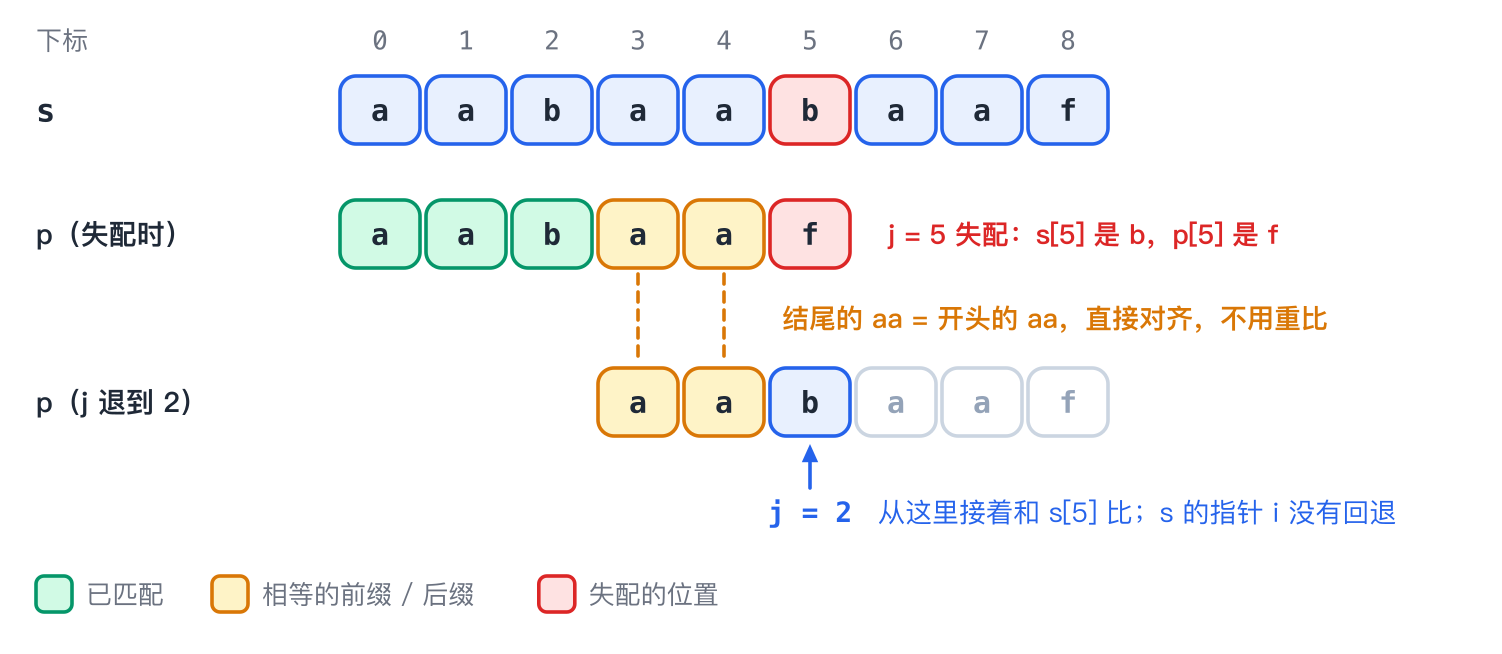 下标 0 1 2 3 4 5 6 7 8
s a a b a a b a a f
p（失配时） a a b a a f j = 5 失配：s[5] 是 b，p[5] 是 f
结尾的 aa = 开头的 aa，直接对齐，不用重比
p（j 退到 2） a a b a a f
j = 2 从这里接着和 s[5] 比；s 的指针 i 没有回退
已匹配 相等的前缀 / 后缀 失配的位置